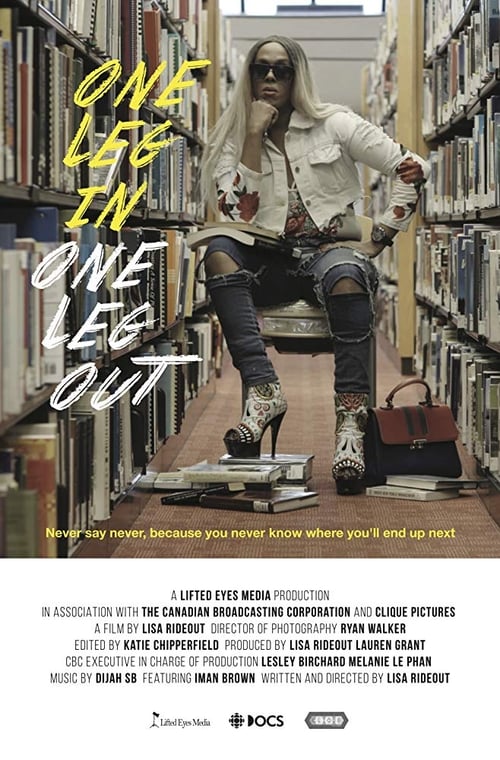 ONE
LEG
IN
ONE
LEG
OUT
Never say never, because you never know where you'll end up next
A LIFTED EYES MEDIA PRODUCTION
IN ASSOCIATION WITH THE CANADIAN BROADCASTING CORPORATION AND CLIQUE PICTURES
A FILM BY LISA RIDEOUT DIRECTOR OF PHOTOGRAPHY RYAN WALKER
EDITED BY KATIE CHIPPERFIELD PRODUCED BY LISA RIDEOUT LAUREN GRANT
CBC EXECUTIVE IN CHARGE OF PRODUCTION LESLEY BIRCHARD MELANIE LE PHAN
MUSIC BY DIJAH SB FEATURING IMAN BROWN WRITTEN AND DIRECTED BY LISA RIDEOUT
Lifted Eyes Media DOCS